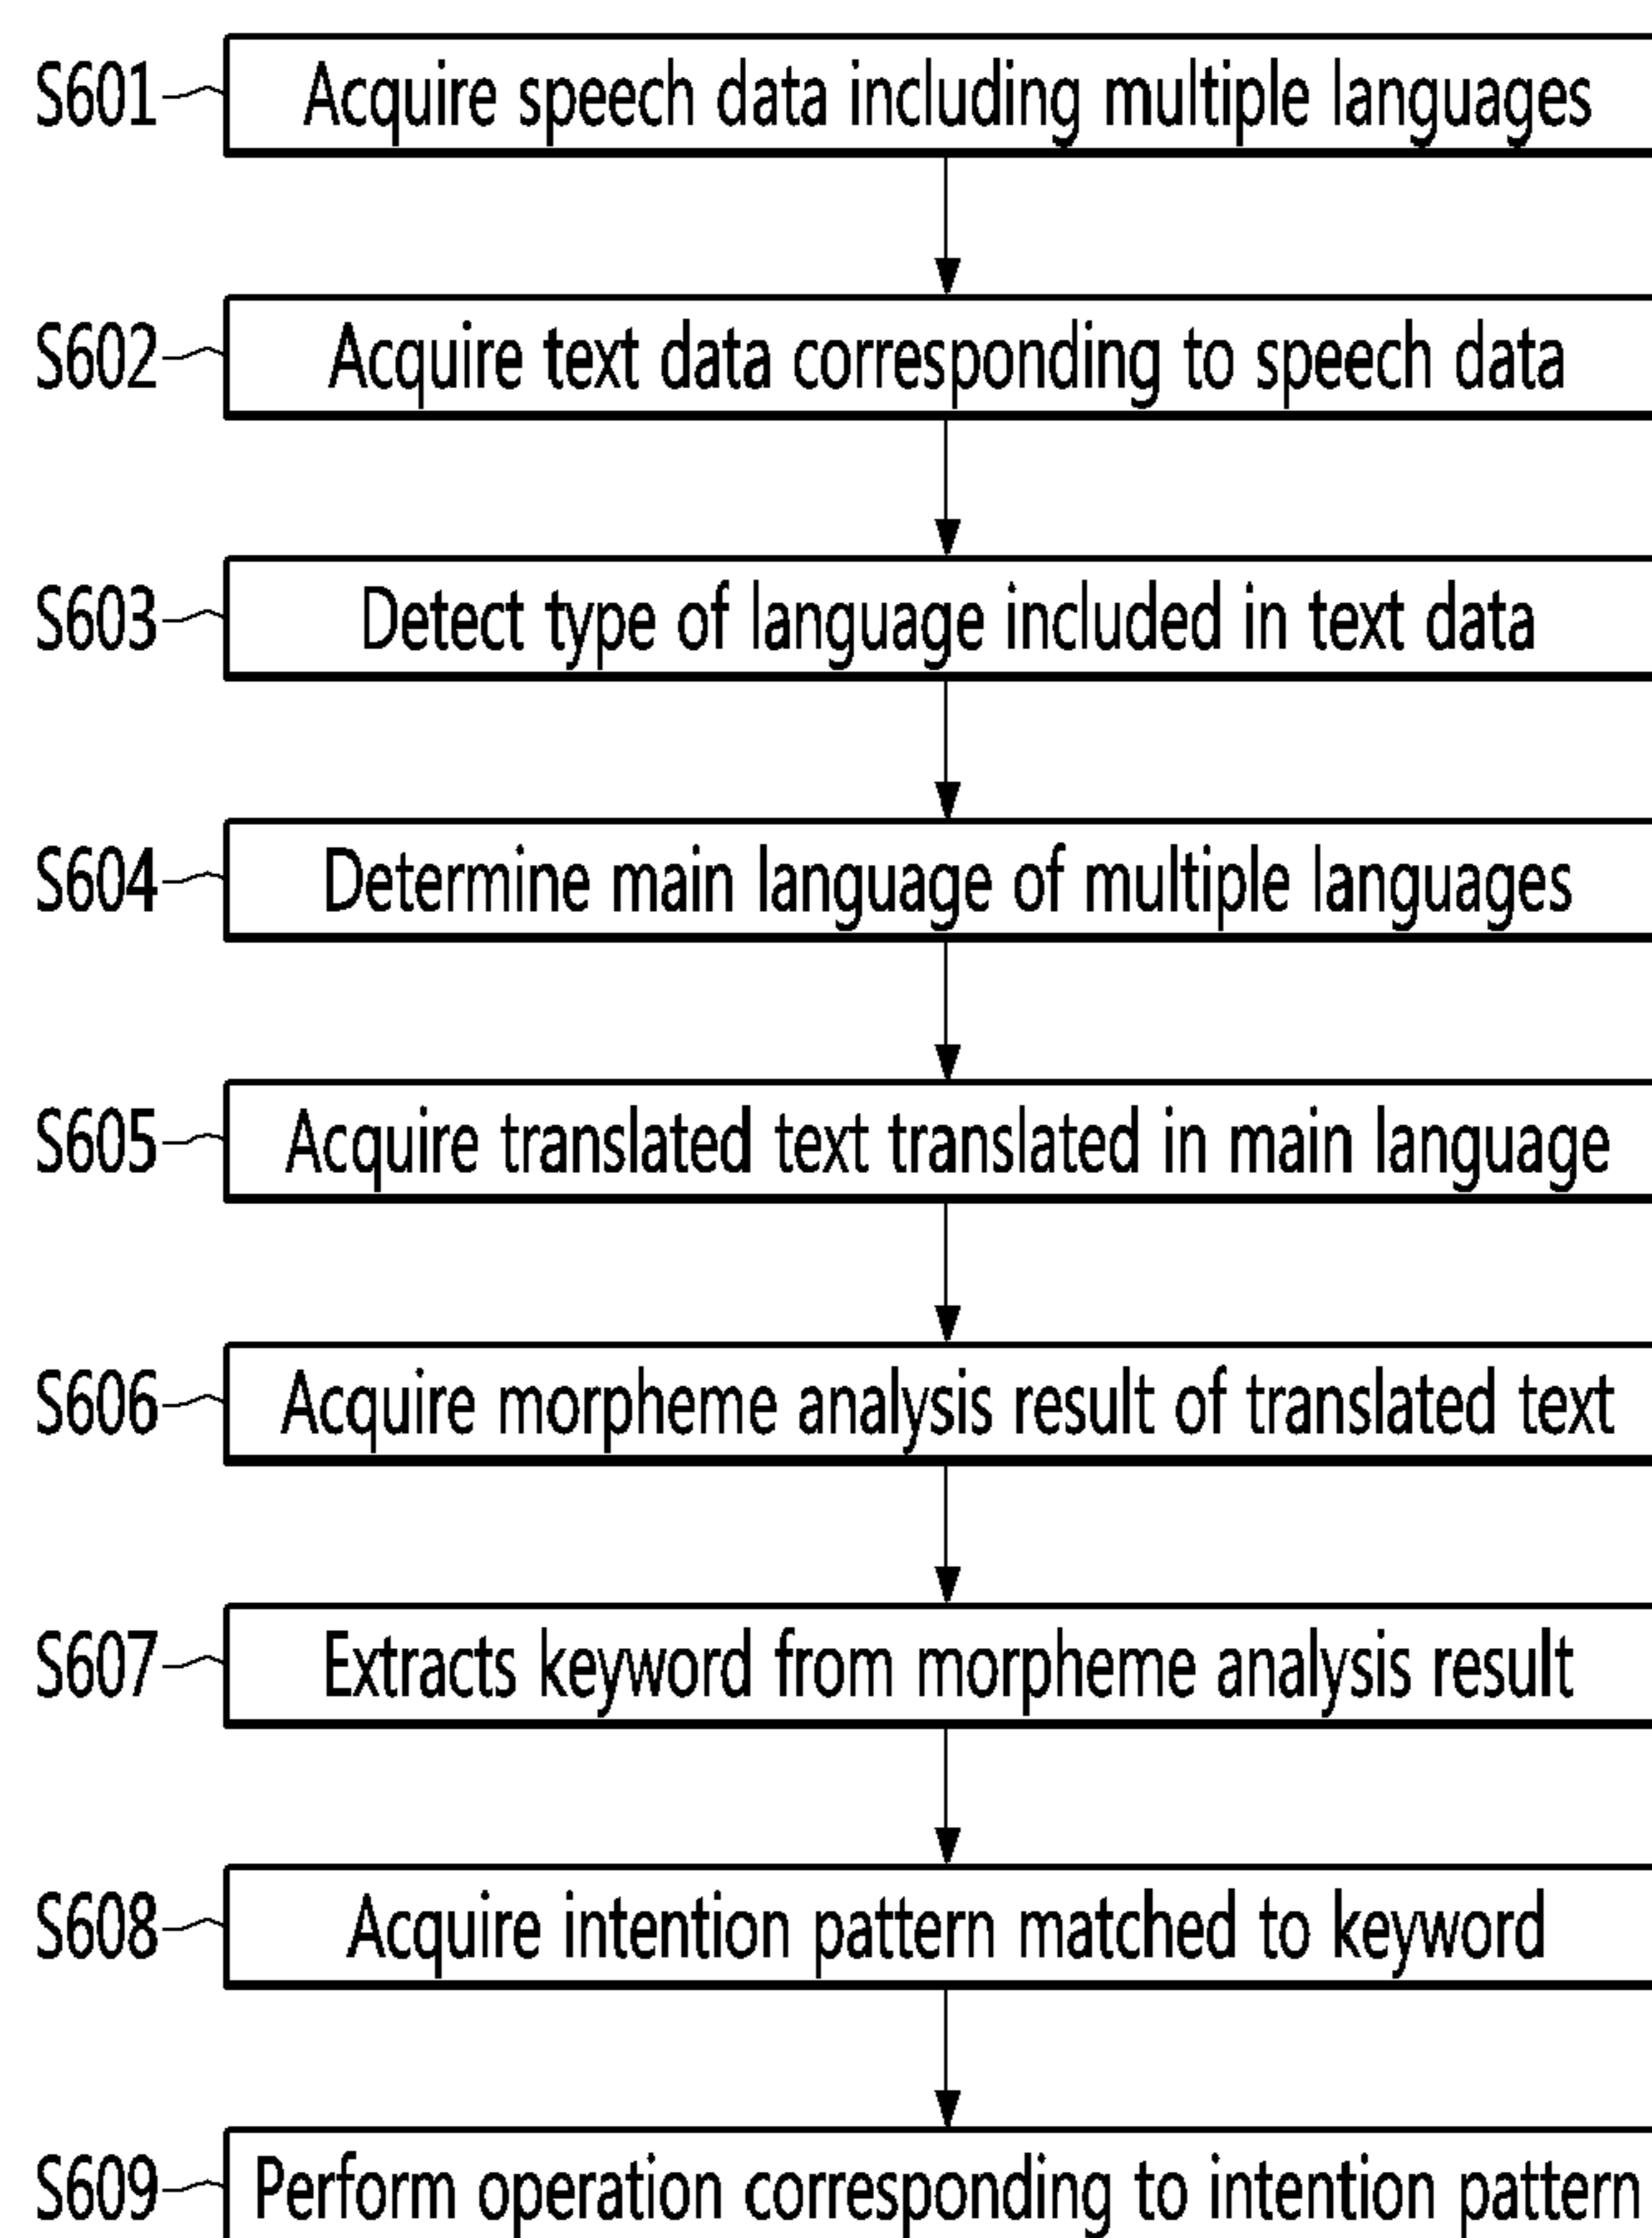 S601 Acquire speech data including multiple languages
S602 Acquire text data corresponding to speech data
S603 Detect type of language included in text data
S604 Determine main language of multiple languages
S605 Acquire translated text translated in main language
S606 Acquire morpheme analysis result of translated text
S607 Extracts keyword from morpheme analysis result
S608 Acquire intention pattern matched to keyword
S609 Perform operation corresponding to intention pattern